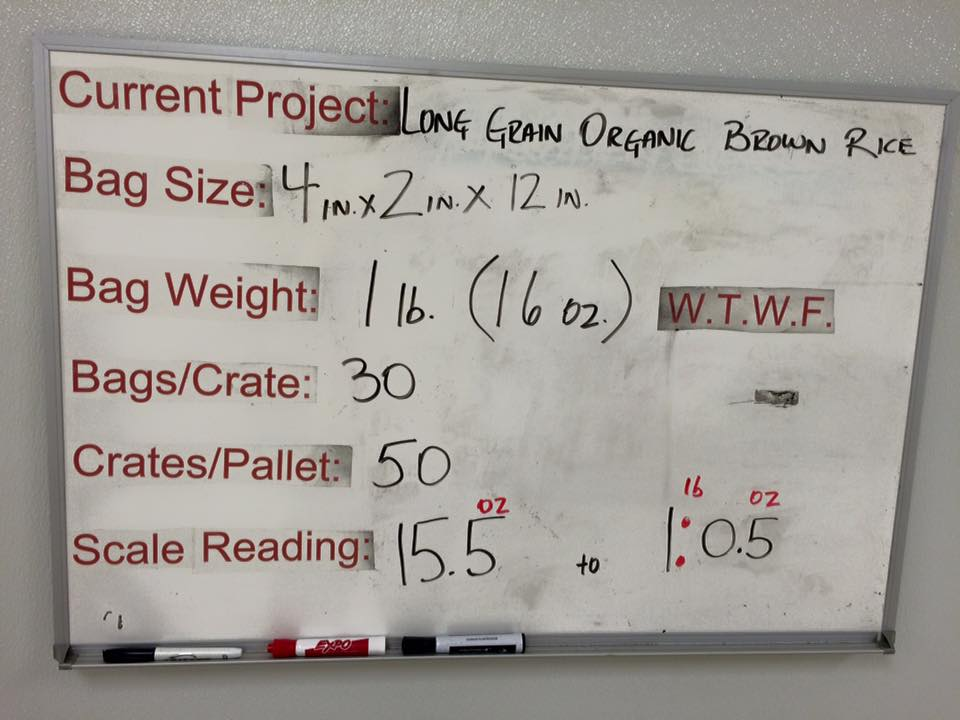 Current Project: LONG GRAIN ORGANIC BROWN RICE
Bag Size: 4 IN. X 2 IN. X 12 IN.
Bag Weight: 1 lb. (16 oz.) W.T.W.F.
Bags/Crate: 30
Crates/Pallet: 50
oz lb oz
Scale Reading: 15.5 to 1:0.5
EXPO